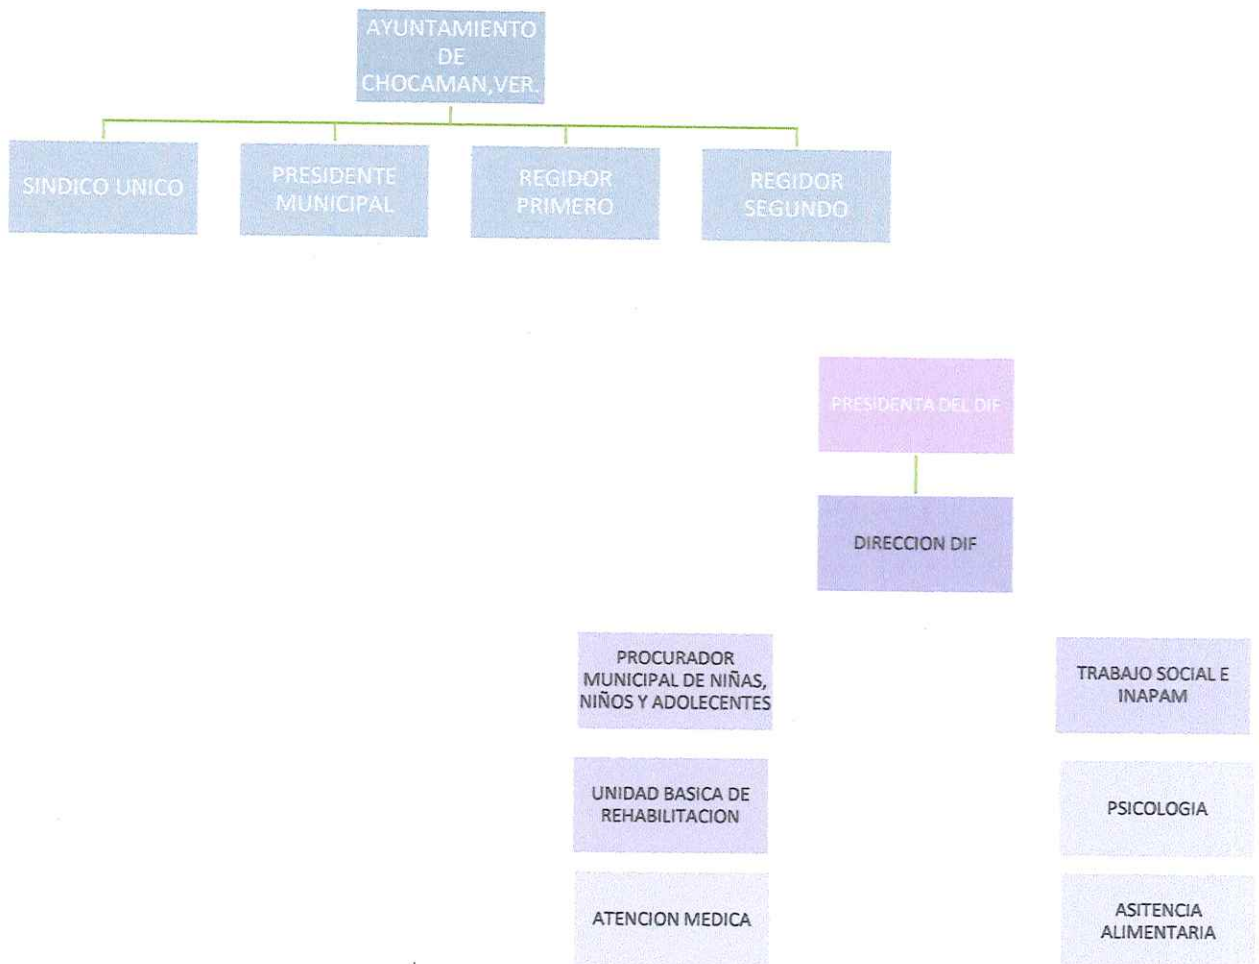 AYUNTAMIENTO
DE
CHOCAMAN,VER.
SINDICO UNICO
PRESIDENTE
MUNICIPAL
REGIDOR
PRIMERO
REGIDOR
SEGUNDO
PRESIDENTA DEL DIF
DIRECCION DIF
PROCURADOR
MUNICIPAL DE NIÑAS,
NIÑOS Y ADOLECENTES
TRABAJO SOCIAL E
INAPAM
UNIDAD BASICA DE
REHABILITACION
PSICOLOGIA
ATENCION MEDICA
ASITENCIA
ALIMENTARIA